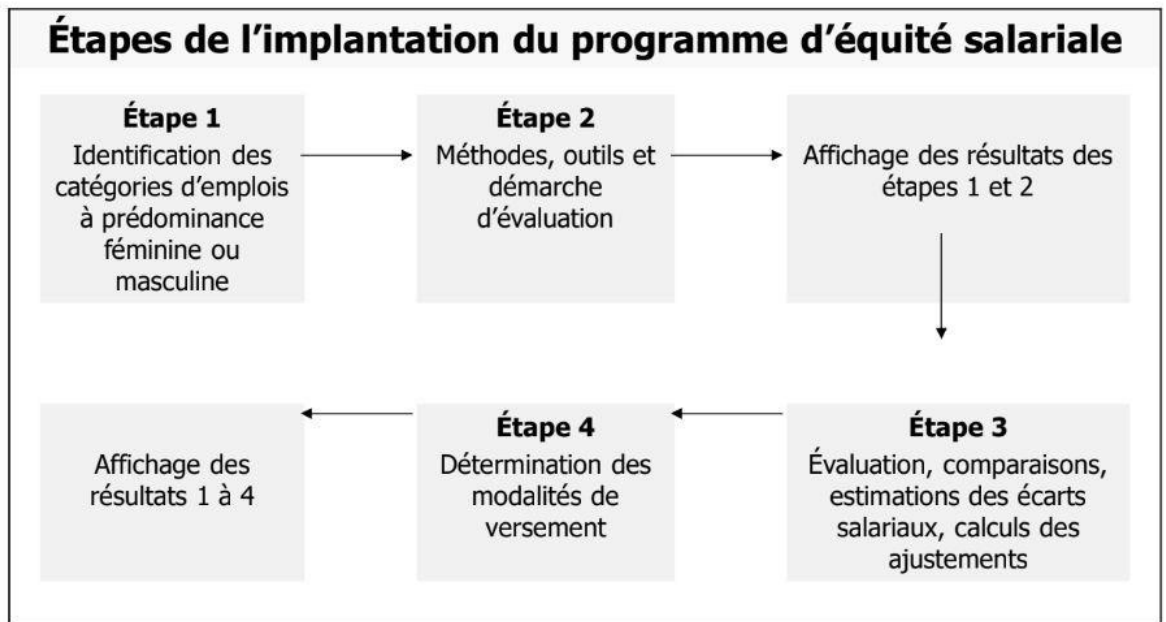 Étapes de l’implantation du programme d’équité salariale
Étape 1
Identification des
catégories d’emplois
à prédominance
féminine ou
masculine
Étape 2
Méthodes, outils et
démarche
d’évaluation
Affichage des résultats des
étapes 1 et 2
Étape 3
Évaluation, comparaisons,
estimations des écarts
salariaux, calculs des
ajustements
Étape 4
Détermination des
modalités de
versement
Affichage des
résultats 1 à 4